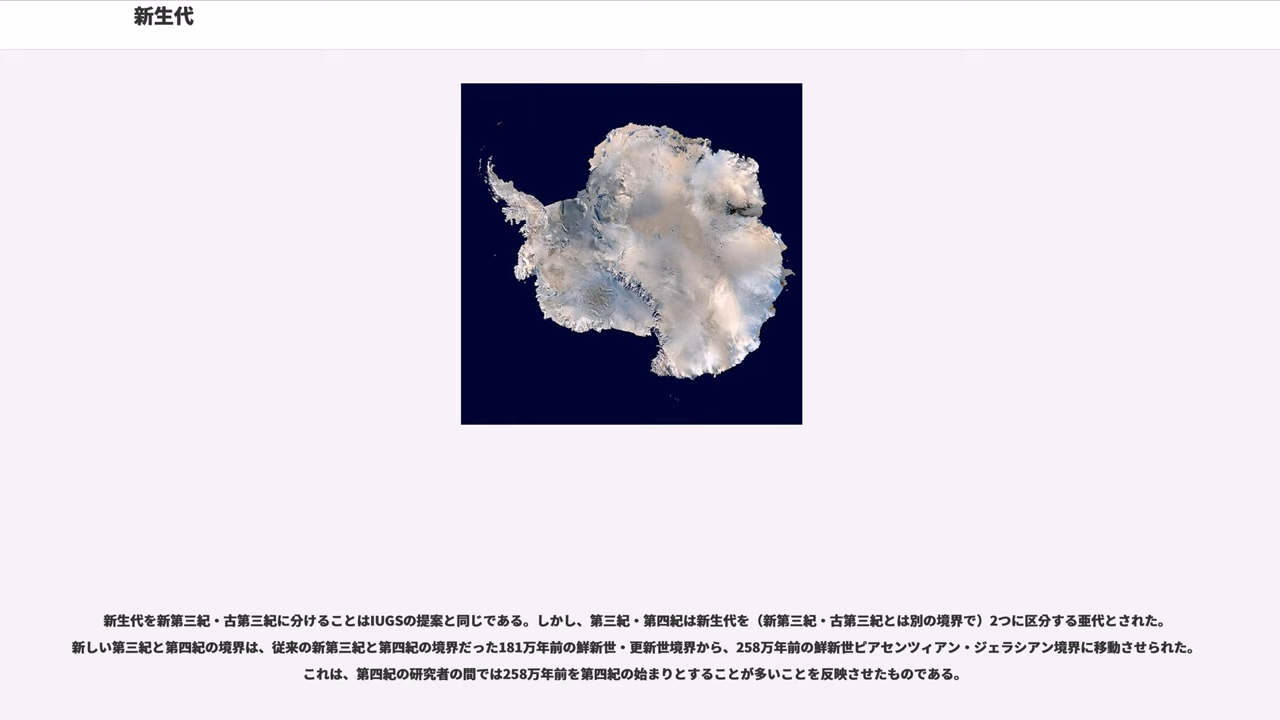 新生代
新生代を新第三紀・古第三紀に分けることはIUGSの提案と同じである。しかし、第三紀・第四紀は新生代を（新第三紀・古第三紀とは別の境界で）2つに区分する亜代とされた。
新しい第三紀と第四紀の境界は、従来の新第三紀と第四紀の境界だった181万年前の鮮新世・更新世境界から、258万年前の鮮新世ピアセンツィアン・ジェラシアン境界に移動させられた。
これは、第四紀の研究者の間では258万年前を第四紀の始まりとすることが多いことを反映させたものである。